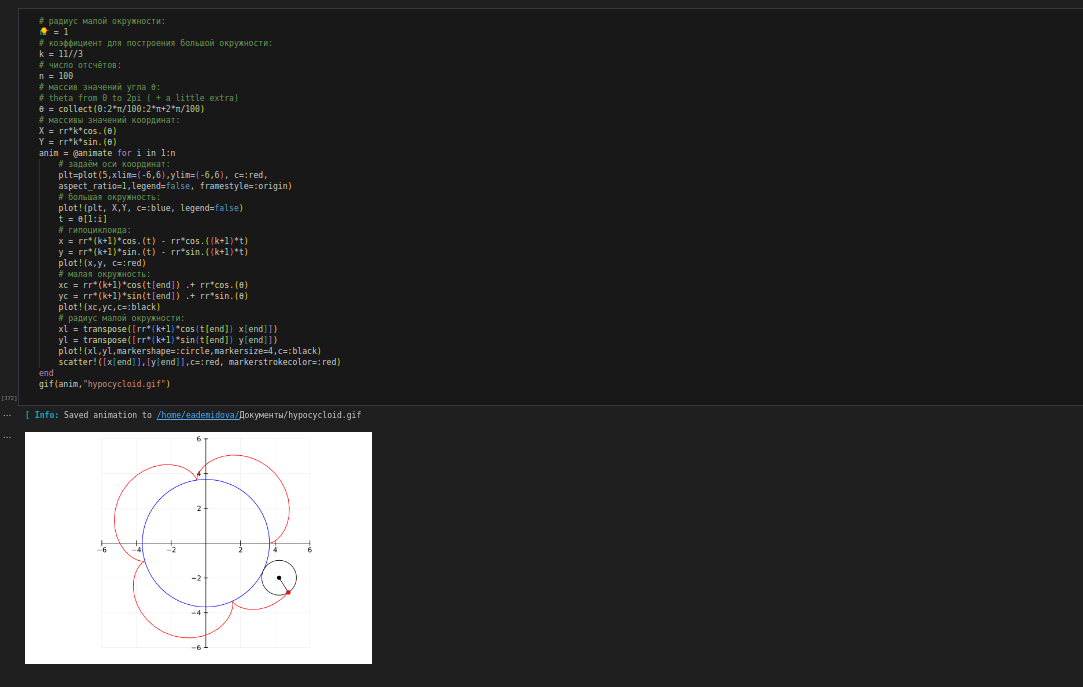 # радиус малой окружности:
= 1
# коэффициент для построения большой окружности:
k = 11//3
# число отсчётов:
n = 100
# массив значений угла θ:
# theta from 0 to 2pi ( + a little extra)
θ = collect(0:2*π/100:2*π+2*π/100)
# массивы значений координат:
X = rr*k*cos.(θ)
Y = rr*k*sin.(θ)
anim = @animate for i in 1:n
# задаём оси координат:
plt=plot(5,xlim=(-6,6),ylim=(-6,6), c=:red,
aspect_ratio=1,legend=false, framestyle=:origin)
# большая окружность:
plot!(plt, X,Y, c=:blue, legend=false)
t = θ[1:i]
# гипоциклоида:
x = rr*(k+1)*cos.(t) - rr*cos.((k+1)*t)
y = rr*(k+1)*sin.(t) - rr*sin.((k+1)*t)
plot!(x,y, c=:red)
# малая окружность:
xc = rr*(k+1)*cos(t[end]) .+ rr*cos.(θ)
yc = rr*(k+1)*sin(t[end]) .+ rr*sin.(θ)
plot!(xc,yc,c=:black)
# радиус малой окружности:
xl = transpose([rr*(k+1)*cos(t[end]) x[end]])
yl = transpose([rr*(k+1)*sin(t[end]) y[end]])
plot!(xl,yl,markershape=:circle,markersize=4,c=:black)
scatter!([x[end]],[y[end]],c=:red, markerstrokecolor=:red)
end
gif(anim,"hypocycloid.gif")
[372]
... [ Info: Saved animation to /home/eademidova/Документы/hypocycloid.gif
...
6
4
2
−6 −4 −2 2 4 6
−2
−4
−6